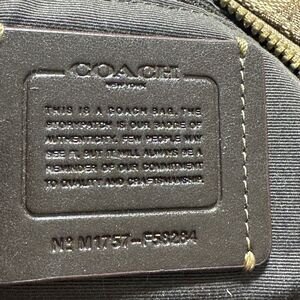 COACH
NEW YORK
THIS IS A COACH BAG. THE
STORYPATCH IS OUR BADGE OF
AUTHENTICITY. FEW PEOPLE MAY
SEE IT, BUT IT WILL ALWAYS BE A
REMINDER OF OUR COMMITMENT
TO QUALITY AND CRAFTSMANSHIP.
Nº M1757-F58284